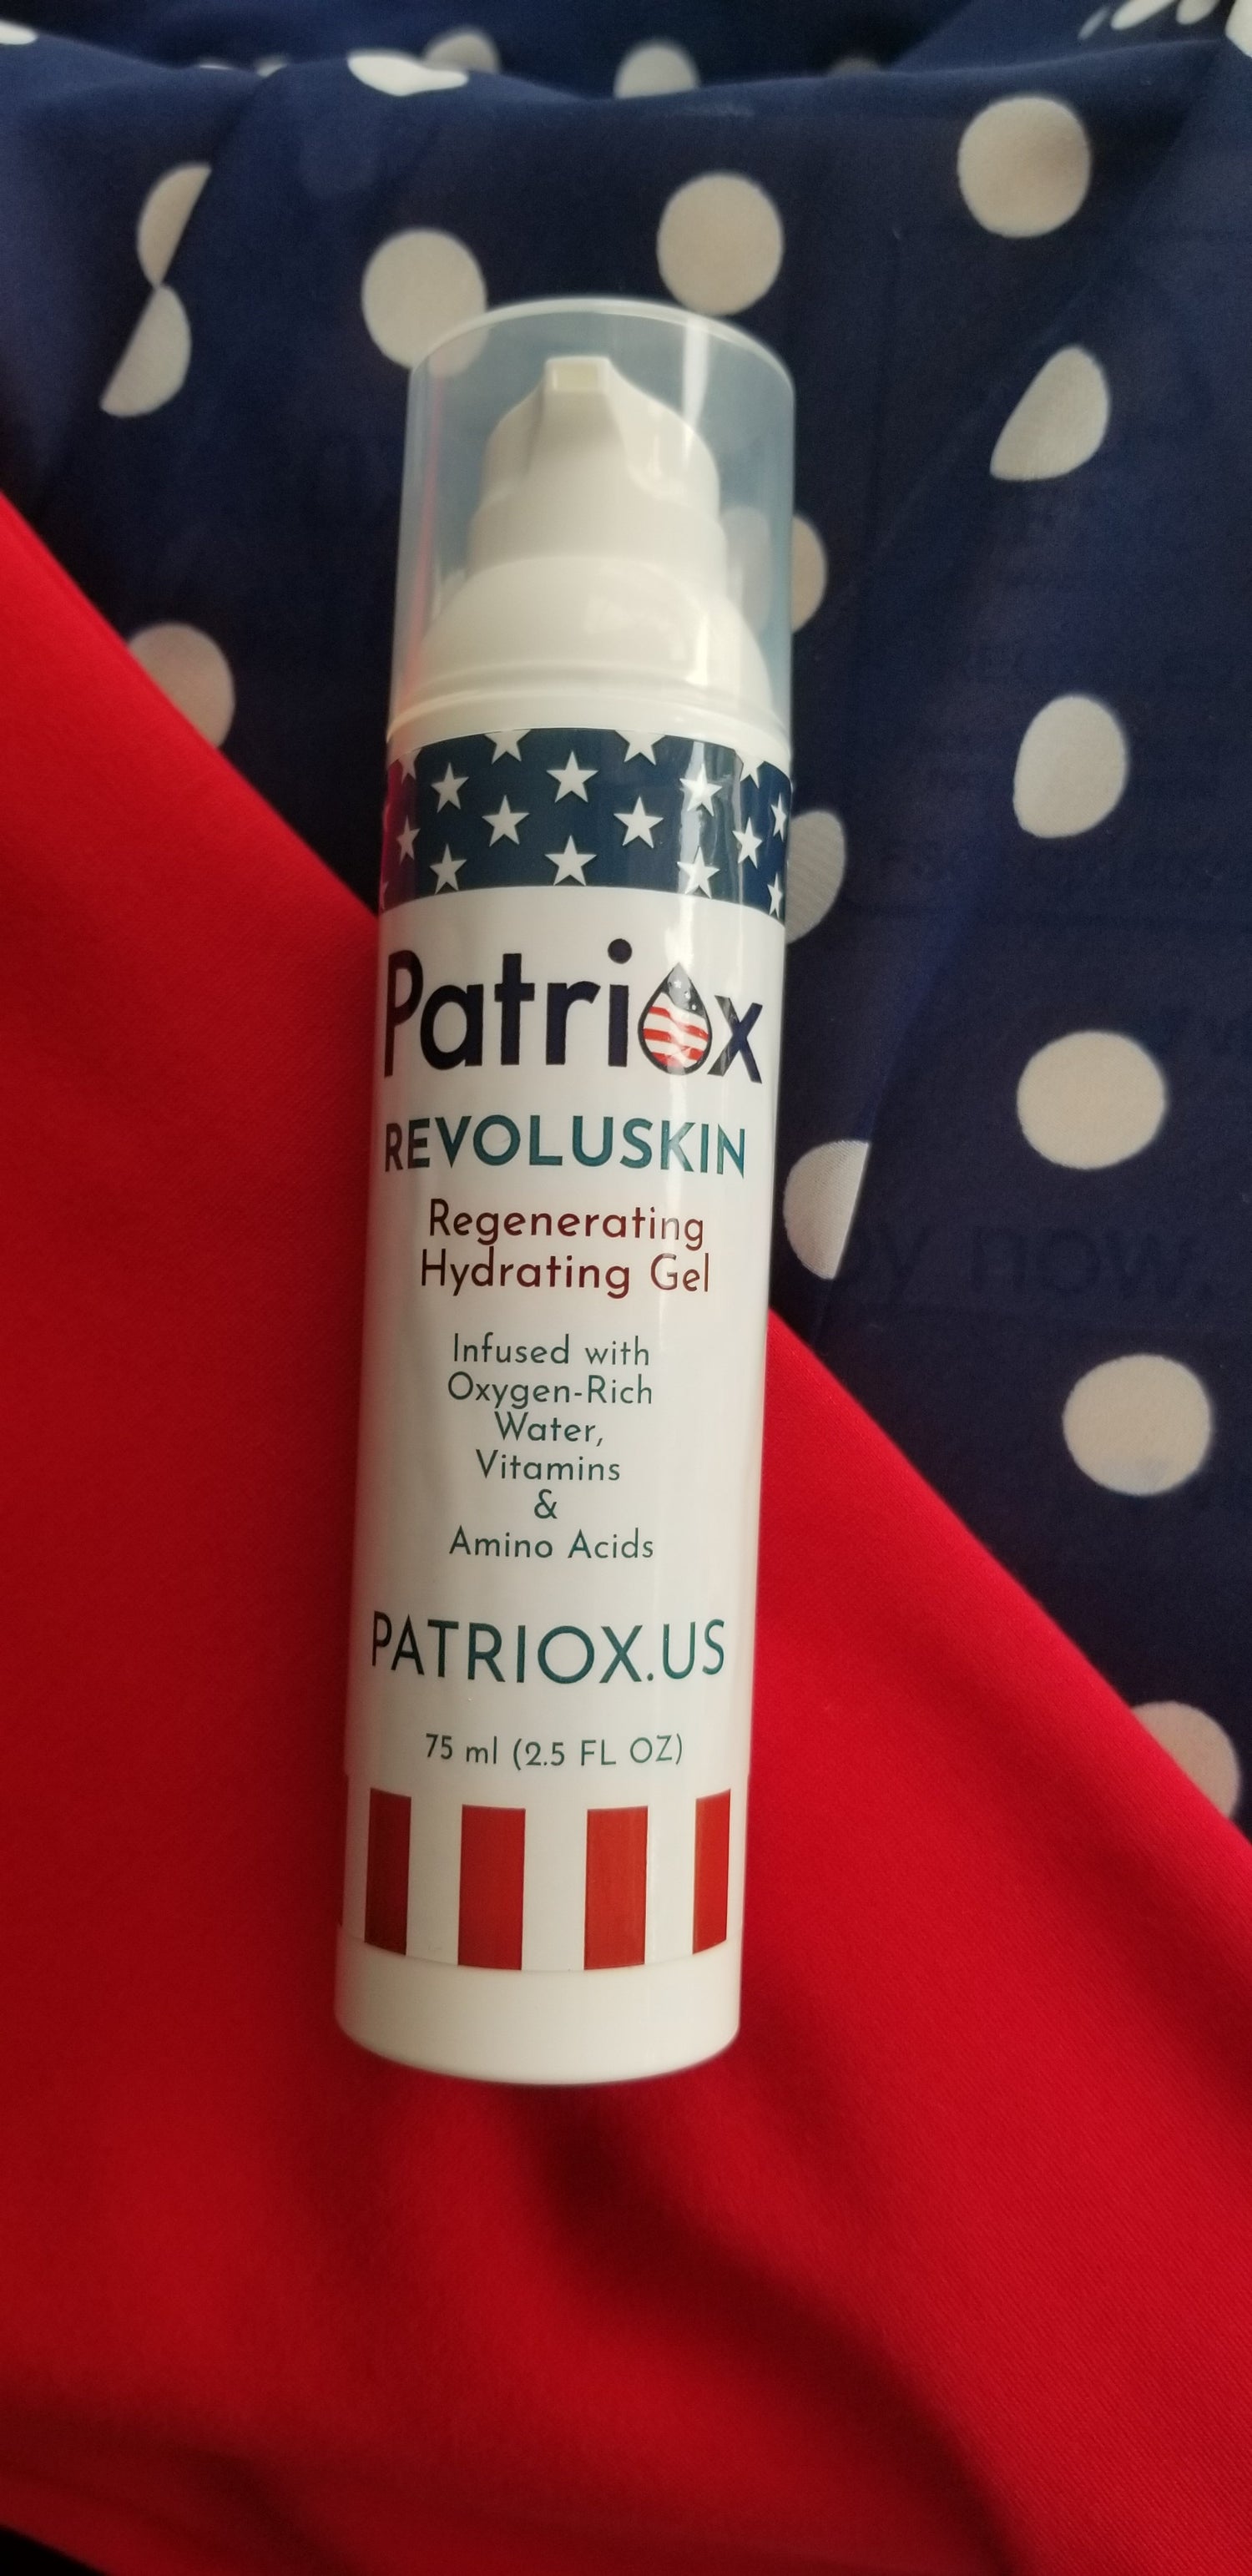 Patriox
REVOLUSKIN
Regenerating
Hydrating Gel
Infused with
Oxygen-Rich
Water,
Vitamins
&
Amino Acids
PATRIOX.US
75 ml (2.5 FL OZ)